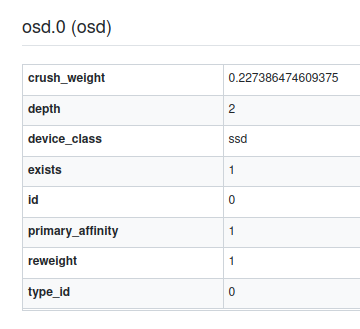 osd.0 (osd)
crush_weight 0.227386474609375
depth 2
device_class ssd
exists 1
id 0
primary_affinity 1
reweight 1
type_id 0